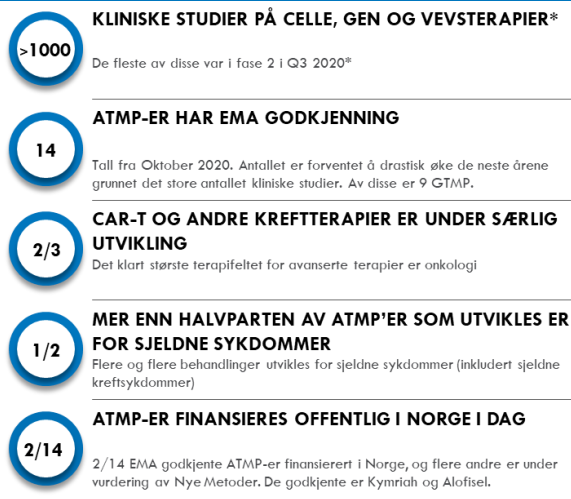 >1000
KLINISKE STUDIER PÅ CELLE, GEN OG VEVSTERAPIER*
De fleste av disse var i fase 2 i Q3 2020*
14
ATMP-ER HAR EMA GODKJENNING
Tall fra Oktober 2020. Antallet er forventet å drastisk øke de neste årene
grunnet det store antallet kliniske studier. Av disse er 9 GTMP.
2/3
CAR-T OG ANDRE KREFTTERAPIER ER UNDER SÆRLIG
UTVIKLING
Det klart største terapifeltet for avanserte terapier er onkologi
1/2
MER ENN HALVPARTEN AV ATMP’ER SOM UTVIKLES ER
FOR SJELDNE SYKDOMMER
Flere og flere behandlinger utvikles for sjeldne sykdommer (inkludert sjeldne
kreftsykdommer)
2/14
ATMP-ER FINANSIERES OFFENTLIG I NORGE I DAG
2/14 EMA godkjente ATMP-er finansierert i Norge, og flere andre er under
vurdering av Nye Metoder. De godkjente er Kymriah og Alofisel.